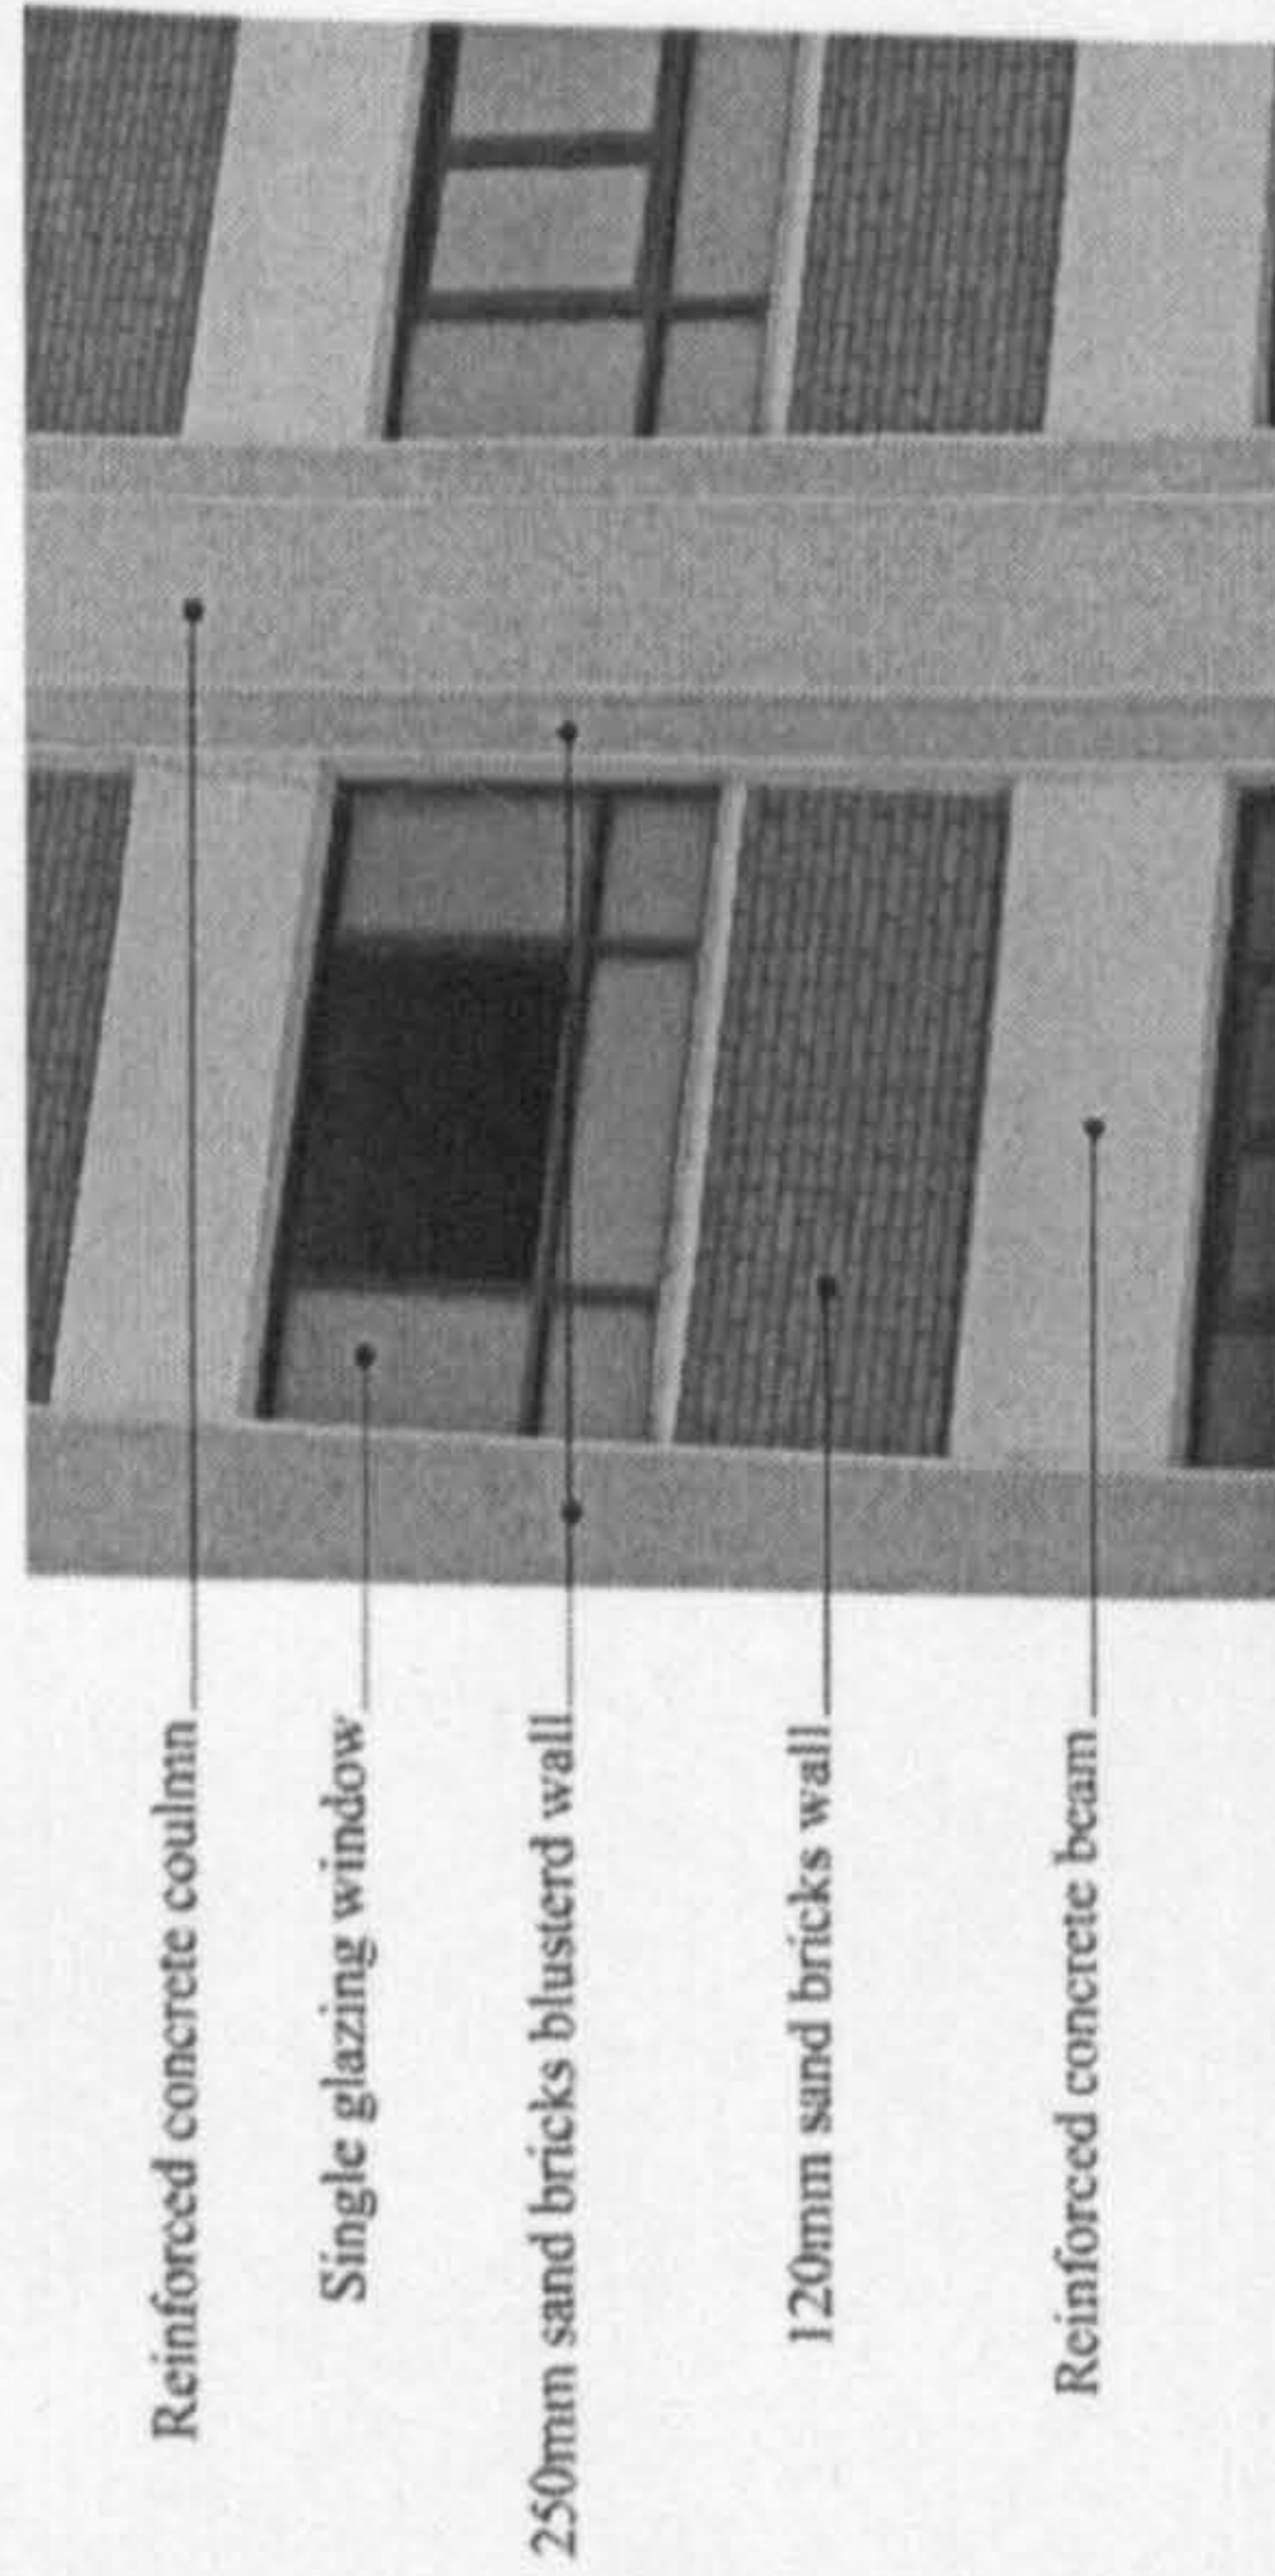 Reinforced concrete coulmn
Single glazing window
250mm sand bricks blusterd wall
120mm sand bricks wall
Reinforced concrete beam